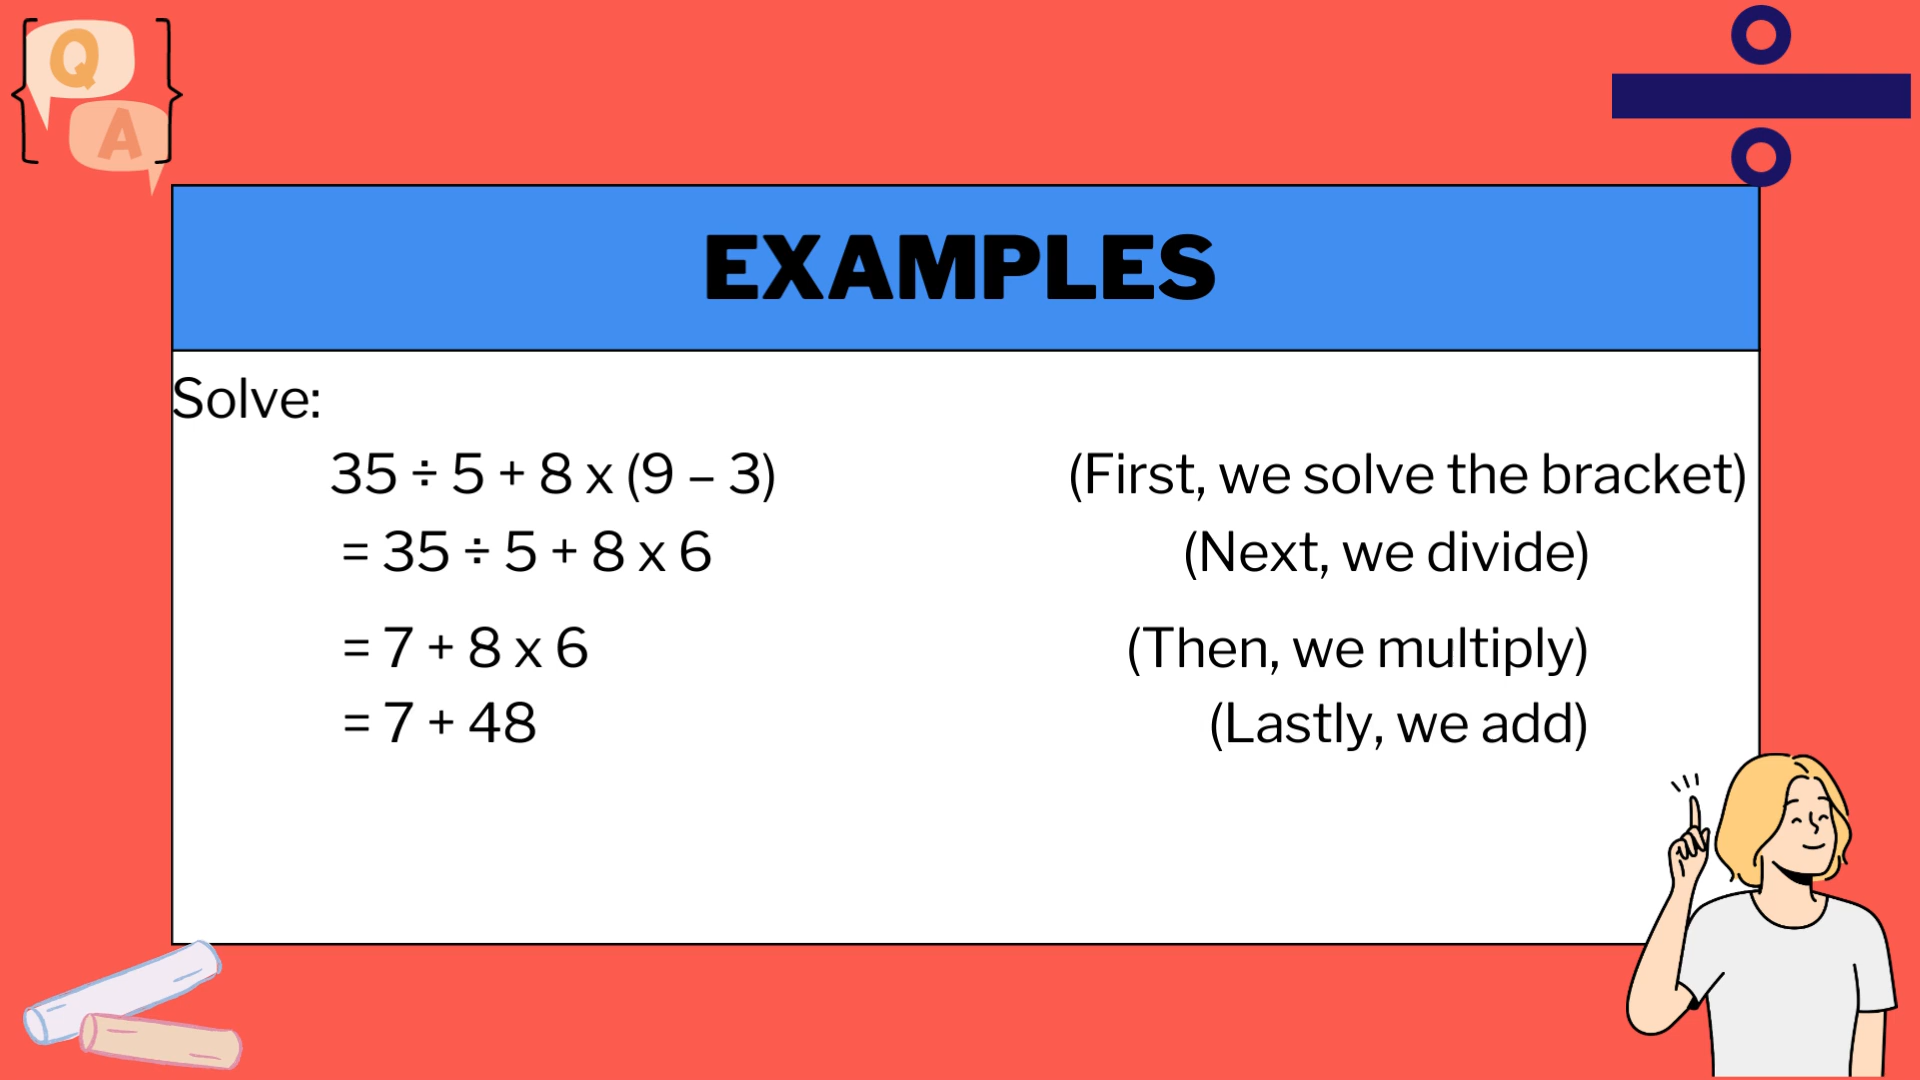 Q
A
EXAMPLES
Solve:
35 ÷ 5 + 8 x (9 – 3) (First, we solve the bracket)
= 35 ÷ 5 + 8 x 6 (Next, we divide)
= 7 + 8 x 6 (Then, we multiply)
= 7 + 48 (Lastly, we add)